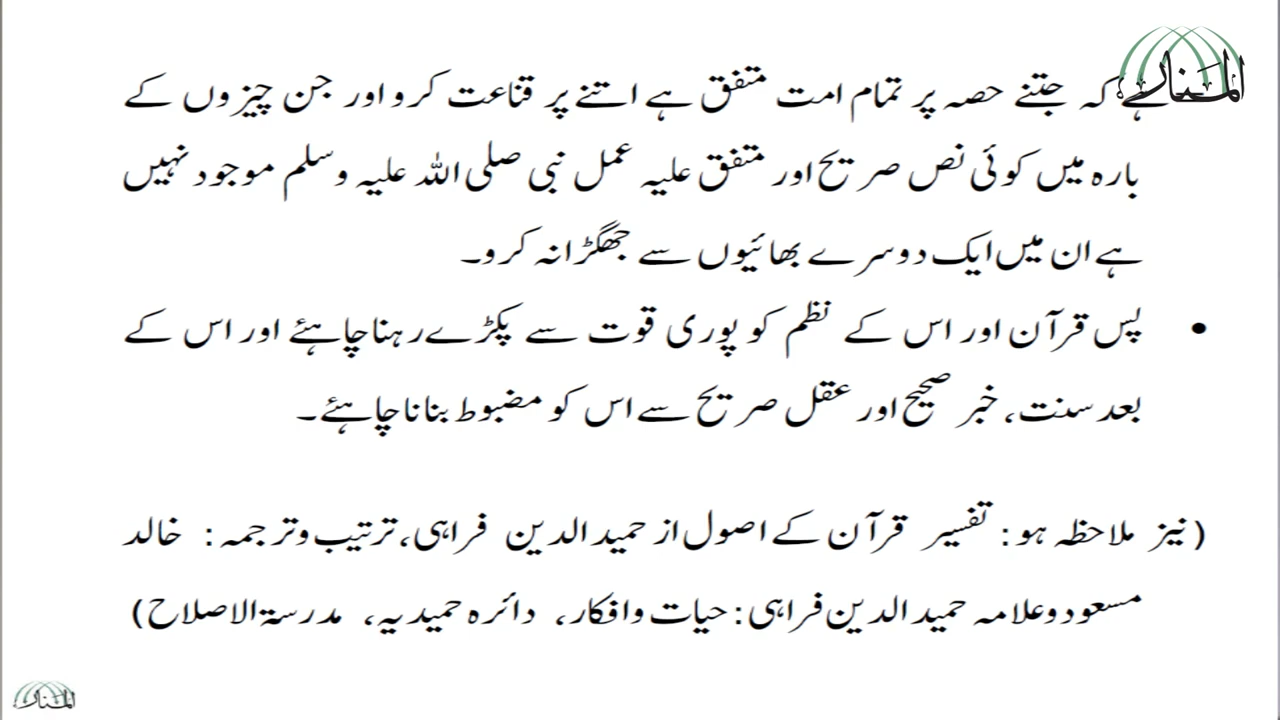 المنار
ہے کہ جتنے حصہ پر تمام امت متفق ہے اتنے پر قناعت کرو اور جن چیزوں کے
بارہ میں کوئی نص صریح اور متفق علیہ عمل نبی صلی اللہ علیہ وسلم موجود نہیں
ہے ان میں ایک دوسرے بھائیوں سے جھگڑا نہ کرو۔
• پس قرآن اور اس کے نظم کو پوری قوت سے پکڑے رہنا چاہئے اور اس کے
بعد سنت، خبر صحیح اور عقل صریح سے اس کو مضبوط بنانا چاہئے۔
(نیز ملاحظہ ہو: تفسیر قرآن کے اصول از حمید الدین فراہی، ترتیب و ترجمہ: خالد
مسعود و علامہ حمید الدین فراہی: حیات و افکار، دائرہ حمیدیہ، مدرسۃ الاصلاح)
المنار